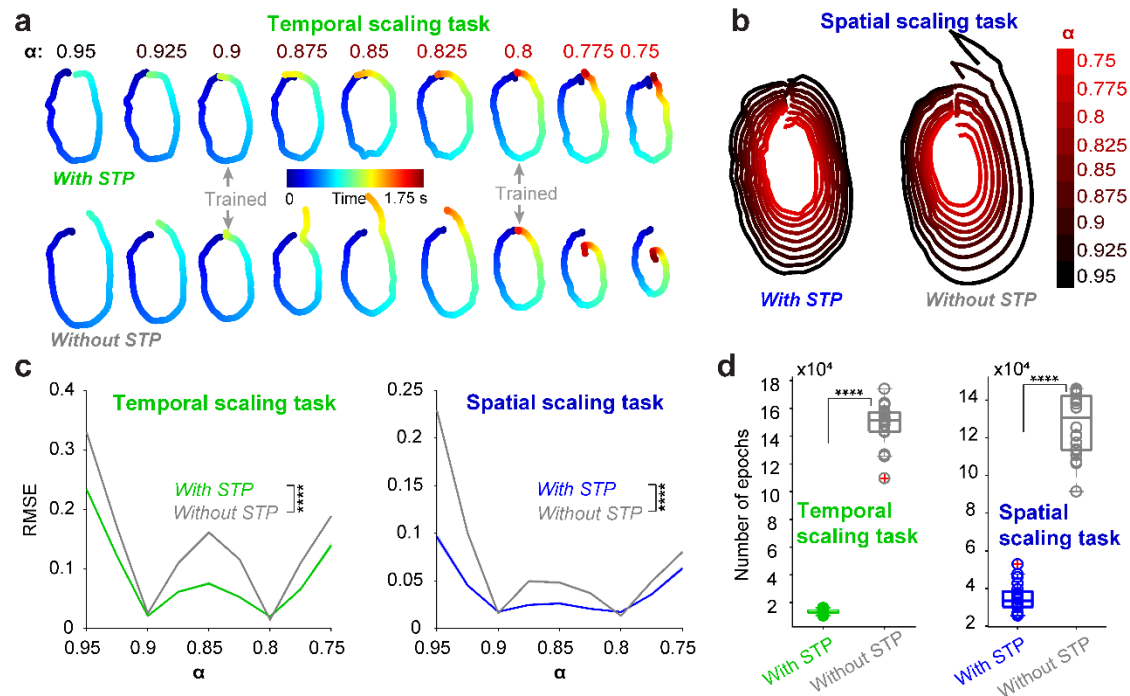 a
Temporal scaling task
α: 0.95 0.925 0.9 0.875 0.85 0.825 0.8 0.775 0.75
With STP
Trained
0 Time 1.75 s
Trained
Without STP
b
Spatial scaling task
α
0.75
0.775
0.8
0.825
0.85
0.875
0.9
0.925
0.95
With STP
Without STP
c
0.4
0.3
0.2
0.1
0
RMSE
Temporal scaling task
With STP
Without STP
****
0.95 0.9 0.85 0.8 0.75
α
0.25
0.2
0.15
0.1
0.05
0
Spatial scaling task
With STP
Without STP
****
0.95 0.9 0.85 0.8 0.75
α
d
×10⁴
18
16
14
12
10
8
6
4
2
Number of epochs
****
Temporal
scaling task
With STP
Without STP
×10⁴
14
12
10
8
6
4
2
****
Spatial
scaling task
With STP
Without STP